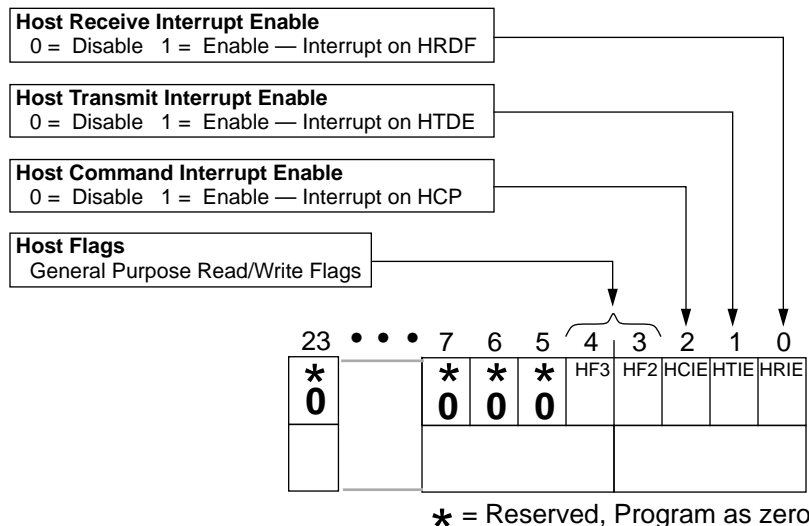 Host Receive Interrupt Enable
0 = Disable 1 = Enable — Interrupt on HRDF
Host Transmit Interrupt Enable
0 = Disable 1 = Enable — Interrupt on HTDE
Host Command Interrupt Enable
0 = Disable 1 = Enable — Interrupt on HCP
Host Flags
General Purpose Read/Write Flags
23 • • • 7 6 5 4 3 2 1 0
* * * * HF3 HF2 HCIE HTIE HRIE
0 0 0 0
* = Reserved, Program as zero